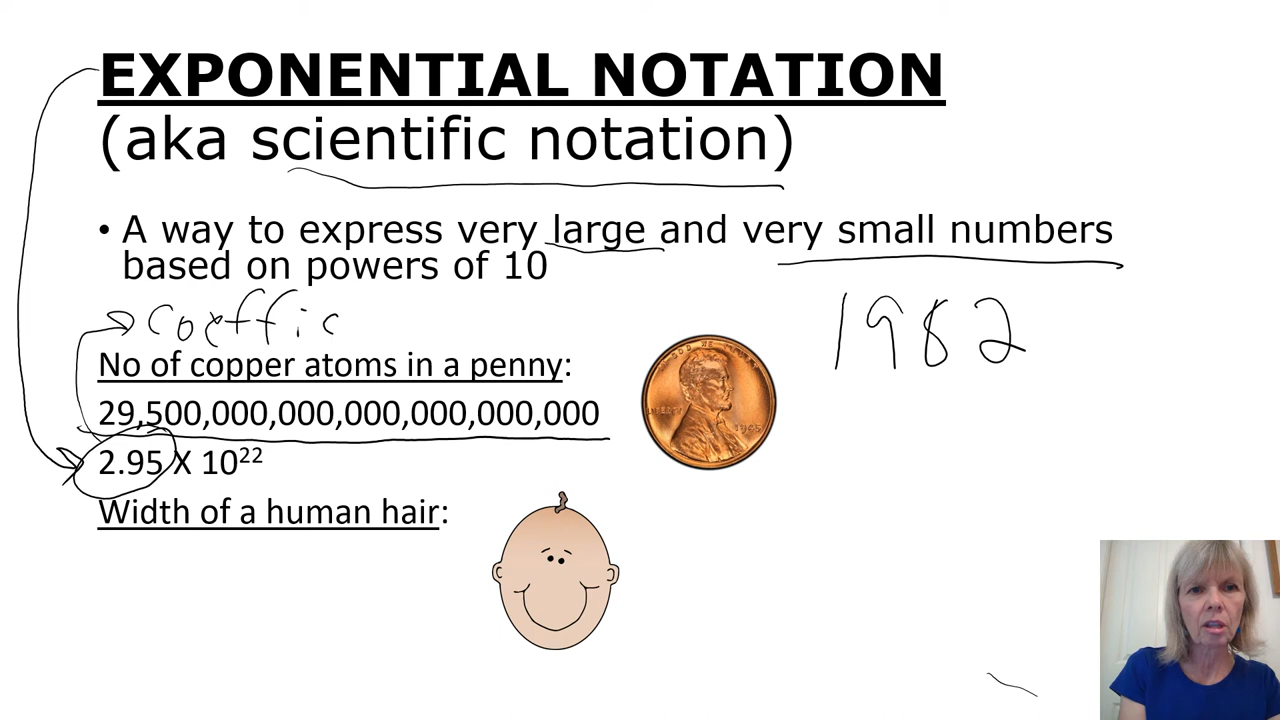 EXPONENTIAL NOTATION
(aka scientific notation)
• A way to express very large and very small numbers
based on powers of 10
coeffic
1982
No of copper atoms in a penny:
29,500,000,000,000,000,000,000
2.95 X 10²²
Width of a human hair:
LIBERTY
1945